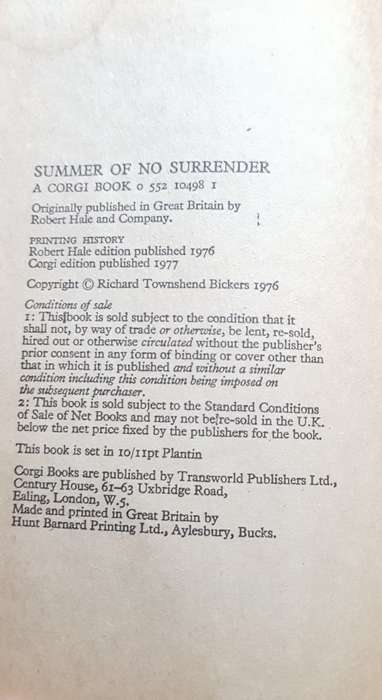 SUMMER OF NO SURRENDER
A CORGI BOOK 0 552 10498 1
Originally published in Great Britain by
Robert Hale and Company.
PRINTING HISTORY
Robert Hale edition published 1976
Corgi edition published 1977
Copyright © Richard Townshend Bickers 1976
Conditions of sale
1: This book is sold subject to the condition that it
shall not, by way of trade or otherwise, be lent, re-sold,
hired out or otherwise circulated without the publisher's
prior consent in any form of binding or cover other than
that in which it is published and without a similar
condition including this condition being imposed on
the subsequent purchaser.
2: This book is sold subject to the Standard Conditions
of Sale of Net Books and may not be re-sold in the U.K.
below the net price fixed by the publishers for the book.
This book is set in 10/11pt Plantin
Corgi Books are published by Transworld Publishers Ltd.,
Century House, 61–63 Uxbridge Road,
Ealing, London, W.5.
Made and printed in Great Britain by
Hunt Barnard Printing Ltd., Aylesbury, Bucks.